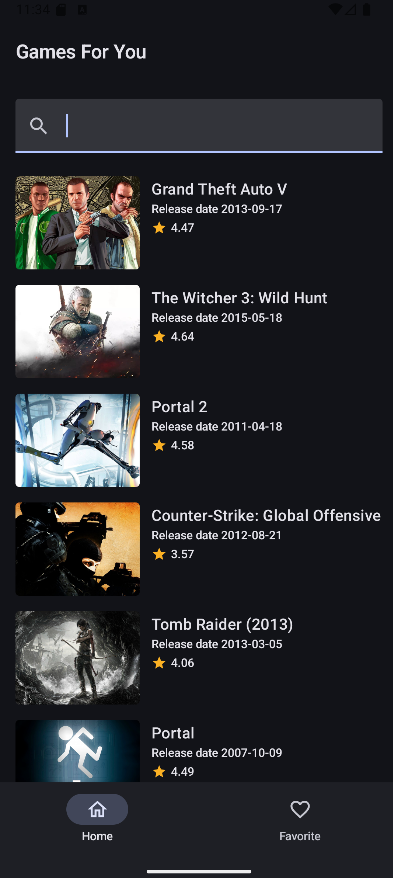 11:34
Games For You
Grand Theft Auto V
Release date 2013-09-17
4.47
The Witcher 3: Wild Hunt
Release date 2015-05-18
4.64
Portal 2
Release date 2011-04-18
4.58
Counter-Strike: Global Offensive
Release date 2012-08-21
3.57
Tomb Raider (2013)
Release date 2013-03-05
4.06
Portal
Release date 2007-10-09
4.49
Home
Favorite